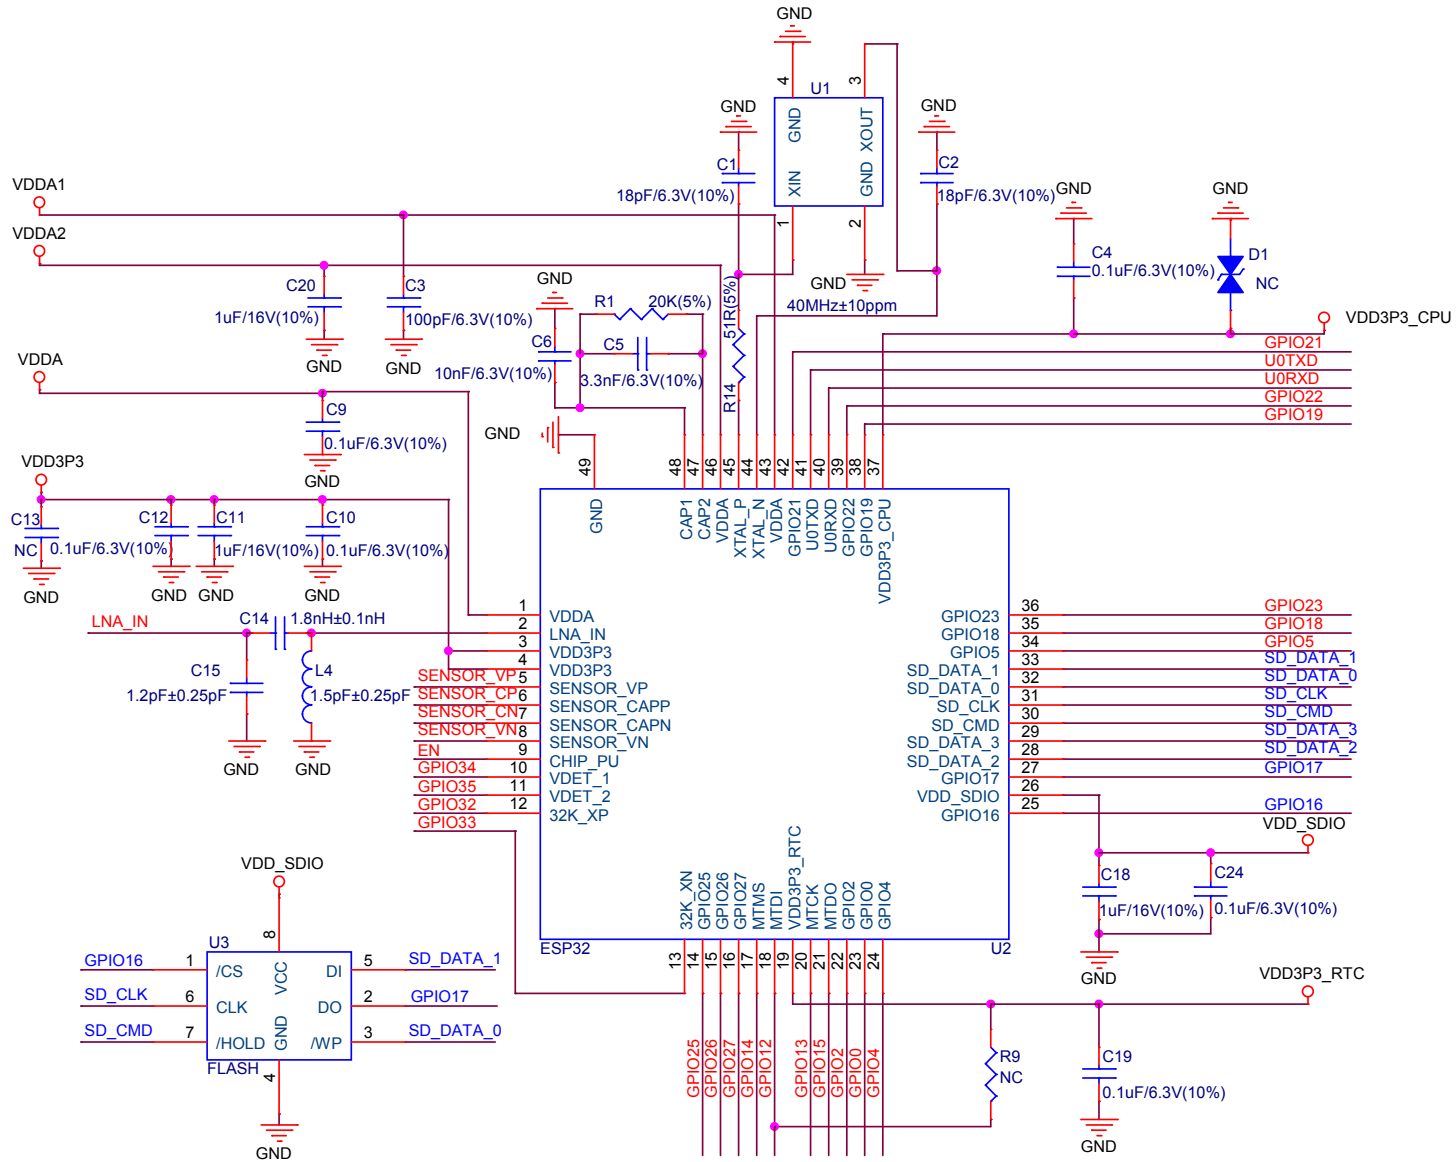 GND
4
3
U1
GND
XOUT
XIN
GND
1
2
GND
GND
C1
18pF/6.3V(10%)
GND
C2
18pF/6.3V(10%)
40MHz±10ppm
VDDA1
VDDA2
C20
1uF/16V(10%)
GND
C3
100pF/6.3V(10%)
GND
GND
C6
10nF/6.3V(10%)
R1
20K(5%)
C5
3.3nF/6.3V(10%)
51R(5%)
R14
GND
C4
0.1uF/6.3V(10%)
GND
D1
NC
VDD3P3_CPU
GPIO21
U0TXD
U0RXD
GPIO22
GPIO19
VDDA
C9
0.1uF/6.3V(10%)
GND
GND
VDD3P3
C13
NC
GND
C12
0.1uF/6.3V(10%)
GND
C11
1uF/16V(10%)
GND
C10
0.1uF/6.3V(10%)
GND
49
48
47
46
45
44
43
42
41
40
39
38
37
GND
CAP1
CAP2
VDDA
XTAL_P
XTAL_N
VDDA
GPIO21
U0TXD
U0RXD
GPIO22
GPIO19
VDD3P3_CPU
LNA_IN
C14
1.8nH±0.1nH
C15
1.2pF±0.25pF
GND
L4
1.5pF±0.25pF
GND
1
VDDA
2
LNA_IN
3
VDD3P3
4
VDD3P3
SENSOR_VP
5
SENSOR_VP
SENSOR_CP
6
SENSOR_CAPP
SENSOR_CN
7
SENSOR_CAPN
SENSOR_VN
8
SENSOR_VN
EN
9
CHIP_PU
GPIO34
10
VDET_1
GPIO35
11
VDET_2
GPIO32
12
32K_XP
GPIO33
GPIO23
36
GPIO23
GPIO18
35
GPIO18
GPIO5
34
GPIO5
SD_DATA_1
33
SD_DATA_1
SD_DATA_0
32
SD_DATA_0
SD_CLK
31
SD_CLK
SD_CMD
30
SD_CMD
SD_DATA_3
29
SD_DATA_3
SD_DATA_2
28
SD_DATA_2
GPIO17
27
GPIO17
VDD_SDIO
26
GPIO16
25
GPIO16
VDD_SDIO
C18
1uF/16V(10%)
C24
0.1uF/6.3V(10%)
GND
32K_XN
GPIO25
GPIO26
GPIO27
MTMS
MTDI
VDD3P3_RTC
MTCK
MTDO
GPIO2
GPIO0
GPIO4
ESP32
U2
13
14
15
16
17
18
19
20
21
22
23
24
GPIO25
GPIO26
GPIO27
GPIO14
GPIO12
GPIO13
GPIO15
GPIO2
GPIO0
GPIO4
VDD3P3_RTC
R9
NC
C19
0.1uF/6.3V(10%)
GND
VDD_SDIO
8
U3
GPIO16
1
/CS
VCC
DI
5
SD_DATA_1
SD_CLK
6
CLK
DO
2
GPIO17
SD_CMD
7
/HOLD
GND
/WP
3
SD_DATA_0
FLASH
4
GND